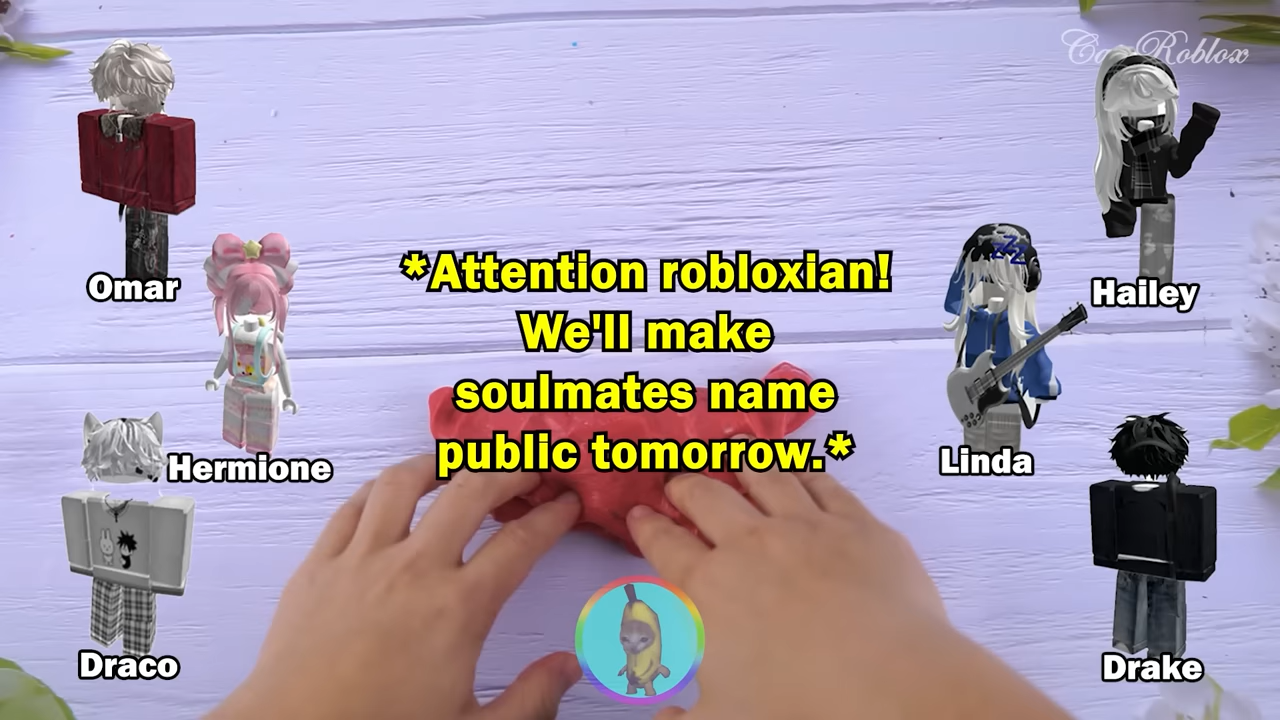 Omar
Hermione
Draco
*Attention robloxian!
We'll make
soulmates name
public tomorrow.*
Hailey
Linda
Drake